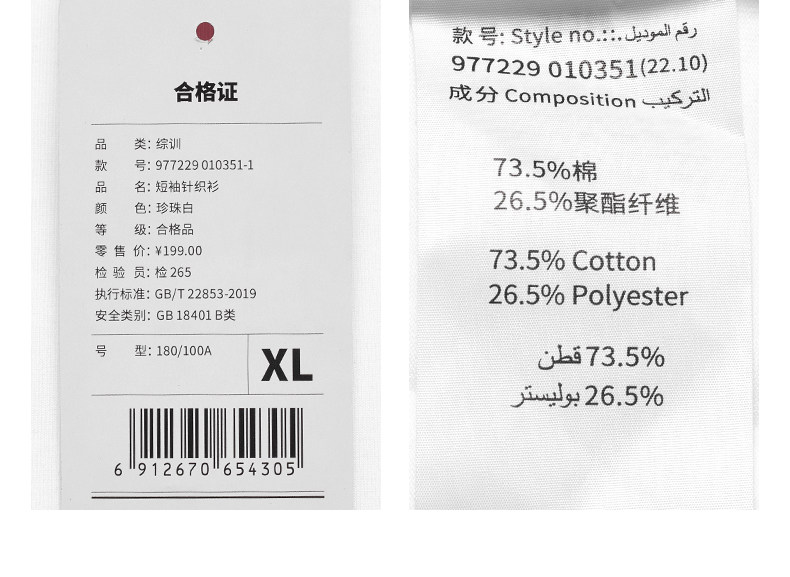 合格证
品 类: 综训
款 号: 977229 010351-1
品 名: 短袖针织衫
颜 色: 珍珠白
等 级: 合格品
零 售 价: ¥199.00
检 验 员: 检 265
执行标准: GB/T 22853-2019
安全类别: GB 18401 B类
号 型: 180/100A
XL
6 912670 654305
款 号: Style no.::. رقم الموديل
977229 010351(22.10)
成分 Composition التركيب
73.5%棉
26.5%聚酯纤维
73.5% Cotton
26.5% Polyester
73.5% قطن
26.5% بوليستر